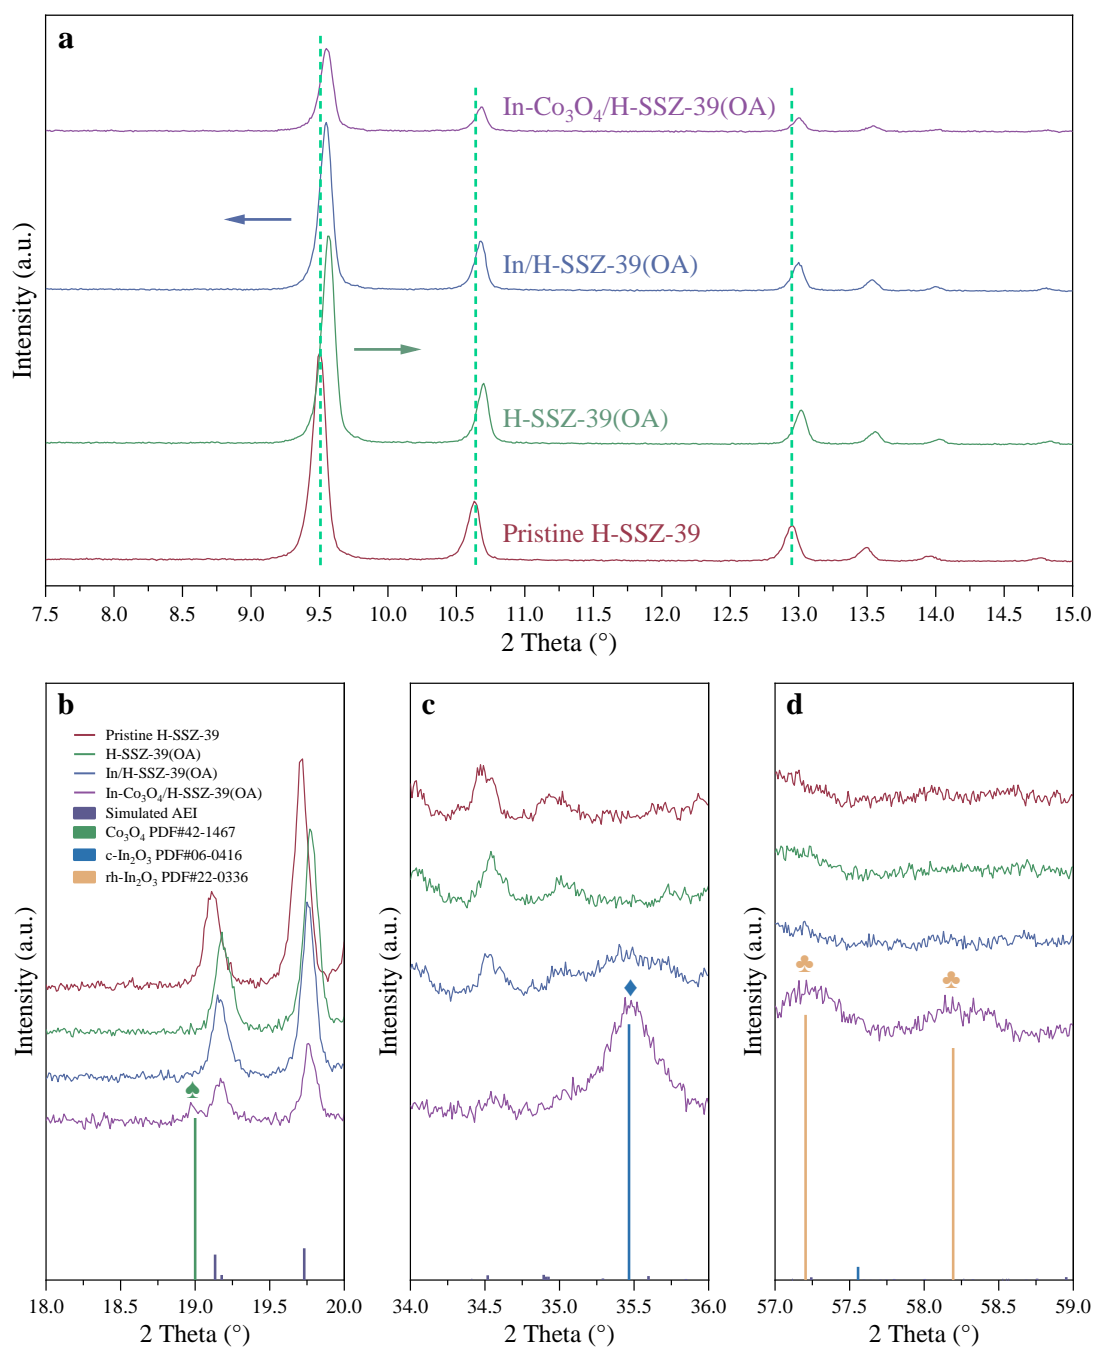 a
In-Co₃O₄/H-SSZ-39(OA)
In/H-SSZ-39(OA)
H-SSZ-39(OA)
Pristine H-SSZ-39
Intensity (a.u.)
7.5 8.0 8.5 9.0 9.5 10.0 10.5 11.0 11.5 12.0 12.5 13.0 13.5 14.0 14.5 15.0
2 Theta (°)
b
Pristine H-SSZ-39
H-SSZ-39(OA)
In/H-SSZ-39(OA)
In-Co₃O₄/H-SSZ-39(OA)
Simulated AEI
Co₃O₄ PDF#42-1467
c-In₂O₃ PDF#06-0416
rh-In₂O₃ PDF#22-0336
Intensity (a.u.)
18.0 18.5 19.0 19.5 20.0
2 Theta (°)
c
Intensity (a.u.)
34.0 34.5 35.0 35.5 36.0
2 Theta (°)
d
Intensity (a.u.)
57.0 57.5 58.0 58.5 59.0
2 Theta (°)